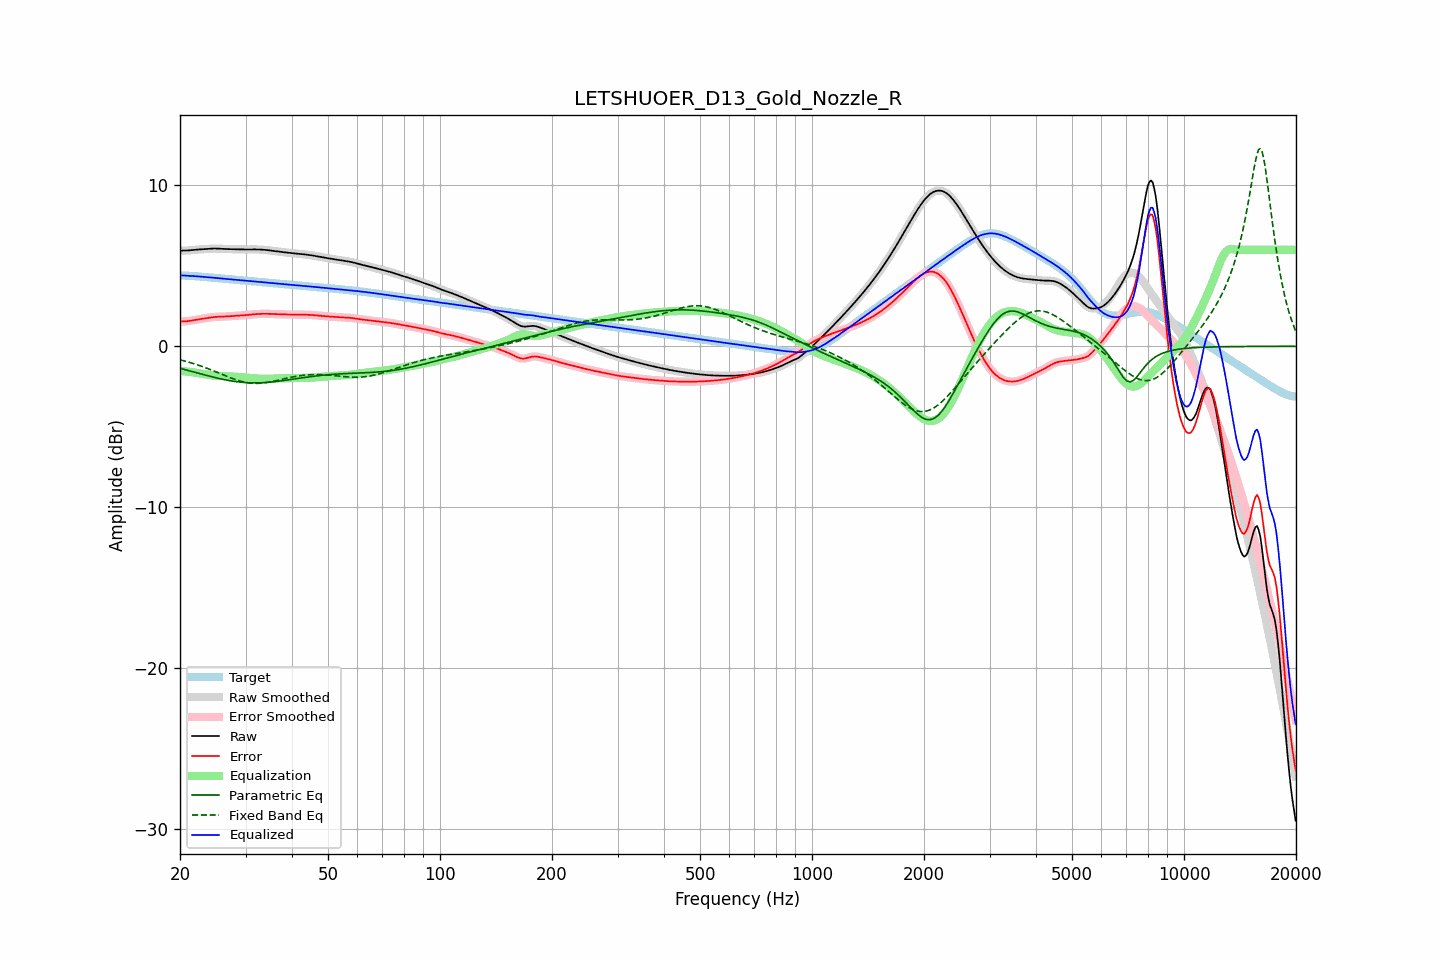 LETSHUOER_D13_Gold_Nozzle_R
Amplitude (dBr)
10
0
−10
−20
−30
Target
Raw Smoothed
Error Smoothed
Raw
Error
Equalization
Parametric Eq
Fixed Band Eq
Equalized
20 50 100 200 500 1000 2000 5000 10000 20000
Frequency (Hz)